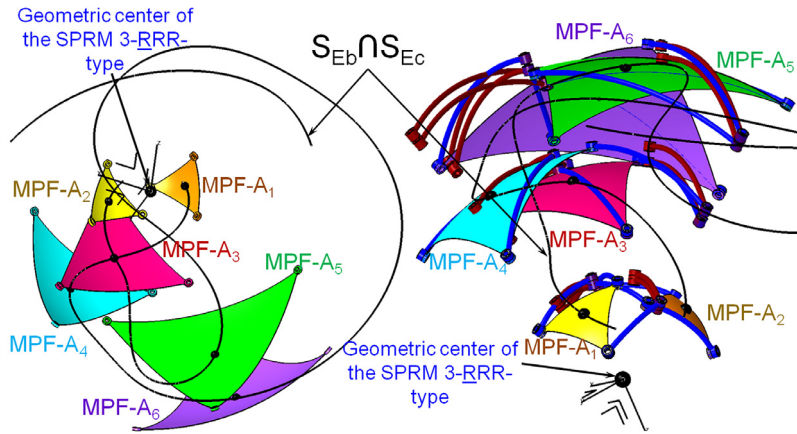 Geometric center of
the SPRM 3-RRR-
type
S_Eb∩S_Ec
MPF-A2
MPF-A1
MPF-A3
MPF-A5
MPF-A4
MPF-A6
MPF-A6
MPF-A5
MPF-A3
MPF-A4
MPF-A2
MPF-A1
Geometric center of
the SPRM 3-RRR-
type